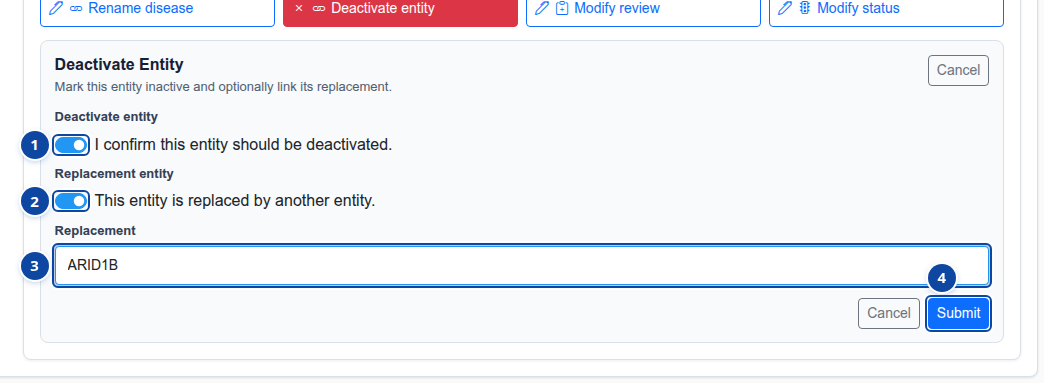 Rename disease
× Deactivate entity
Modify review
Modify status
Deactivate Entity
Cancel
Mark this entity inactive and optionally link its replacement.
Deactivate entity
1 I confirm this entity should be deactivated.
Replacement entity
2 This entity is replaced by another entity.
Replacement
3 ARID1B
4
Cancel Submit